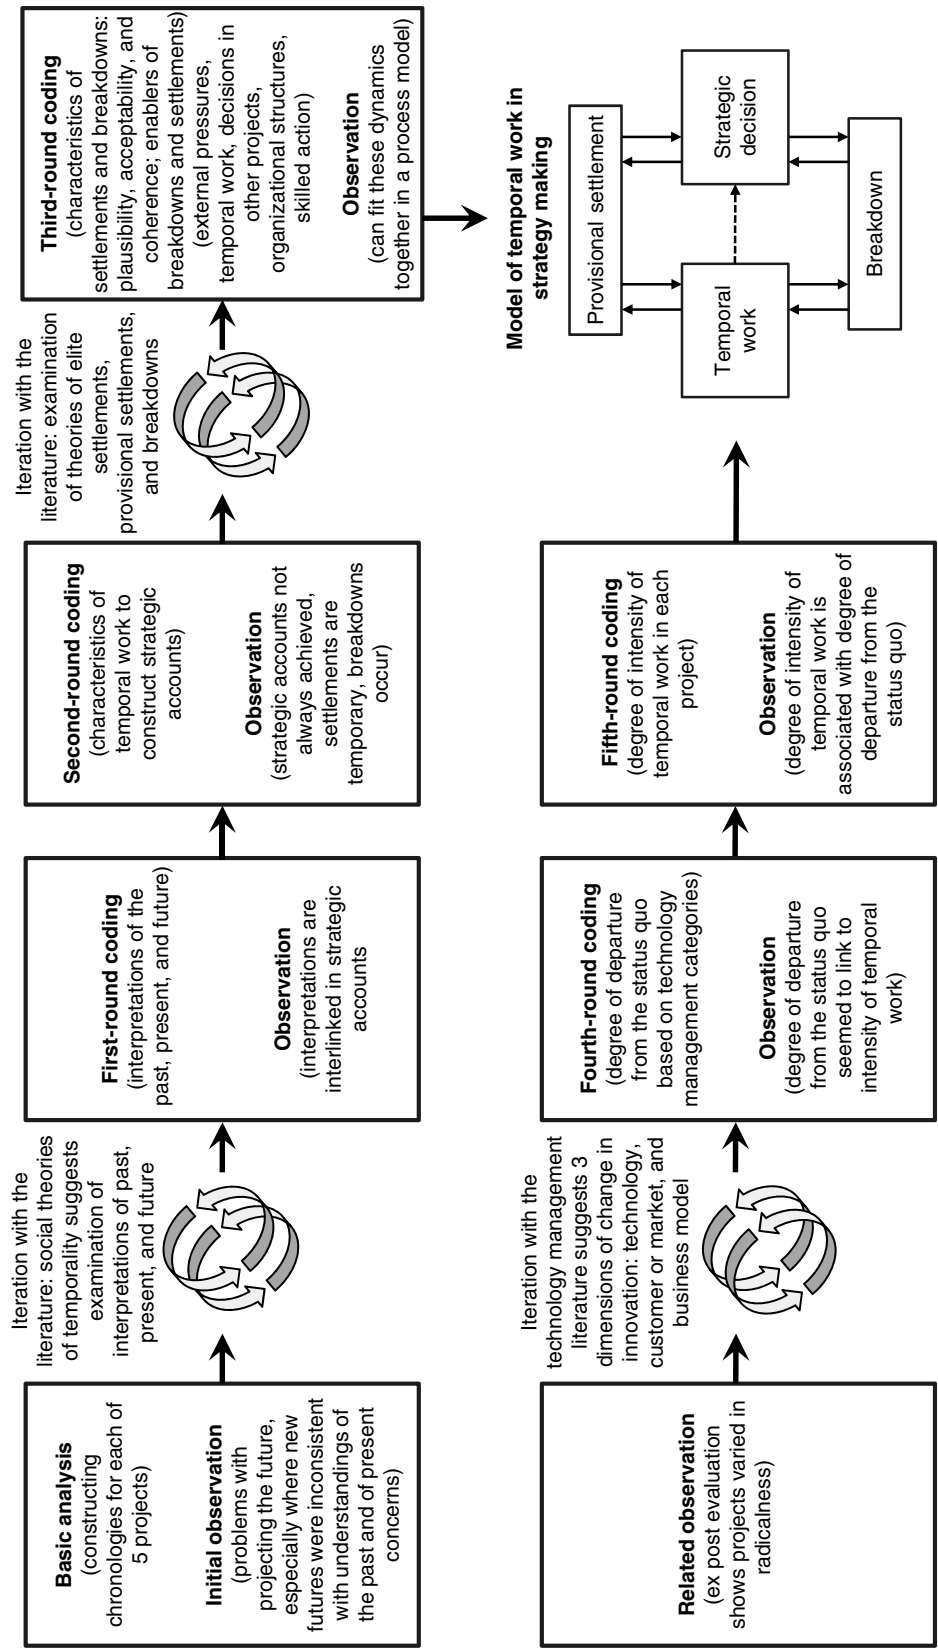 Basic analysis
(constructing
chronologies for each of
5 projects)
Initial observation
(problems with
projecting the future,
especially where new
futures were inconsistent
with understandings of
the past and of present
concerns)
Iteration with the
literature: social theories
of temporality suggests
examination of
interpretations of past,
present, and future
First-round coding
(interpretations of the
past, present, and future)
Observation
(interpretations are
interlinked in strategic
accounts
Second-round coding
(characteristics of
temporal work to
construct strategic
accounts)
Observation
(strategic accounts not
always achieved,
settlements are
temporary, breakdowns
occur)
Iteration with the
literature: examination
of theories of elite
settlements,
provisional settlements,
and breakdowns
Third-round coding
(characteristics of
settlements and breakdowns:
plausibility, acceptability, and
coherence; enablers of
breakdowns and settlements)
(external pressures,
temporal work, decisions in
other projects,
organizational structures,
skilled action)
Observation
(can fit these dynamics
together in a process model)
Related observation
(ex post evaluation
shows projects varied in
radicalness)
Iteration with the
technology management
literature suggests 3
dimensions of change in
innovation: technology,
customer or market, and
business model
Fourth-round coding
(degree of departure
from the status quo
based on technology
management categories)
Observation
(degree of departure
from the status quo
seemed to link to
intensity of temporal
work)
Fifth-round coding
(degree of intensity of
temporal work in each
project)
Observation
(degree of intensity of
temporal work is
associated with degree of
departure from the
status quo)
Model of temporal work in
strategy making
Provisional settlement
Temporal
work
Strategic
decision
Breakdown